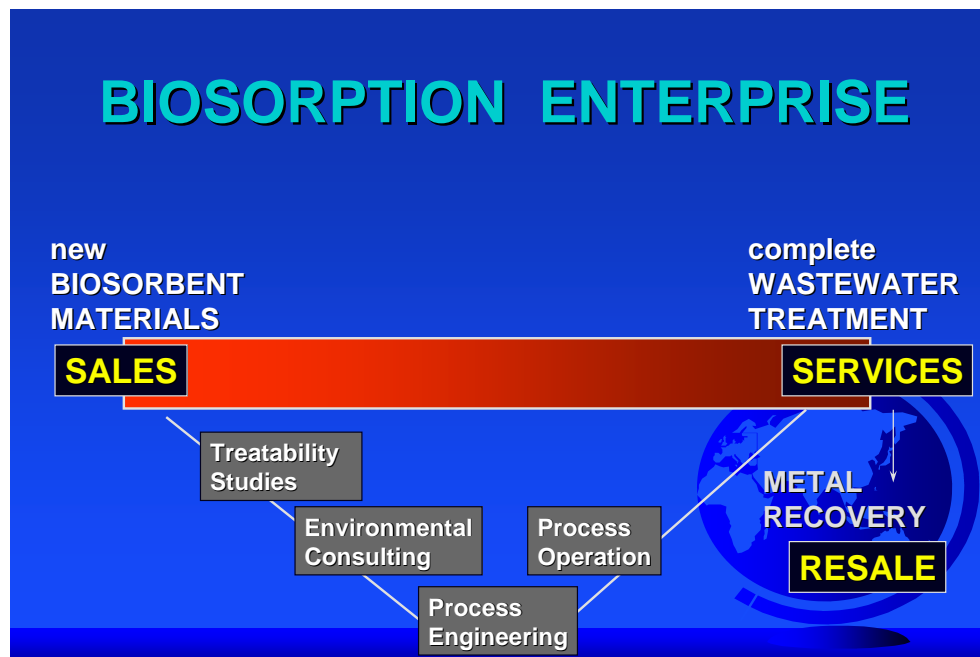 BIOSORPTION ENTERPRISE
new
BIOSORBENT
MATERIALS
complete
WASTEWATER
TREATMENT
SALES
SERVICES
Treatability
Studies
Environmental
Consulting
Process
Engineering
Process
Operation
METAL
RECOVERY
RESALE